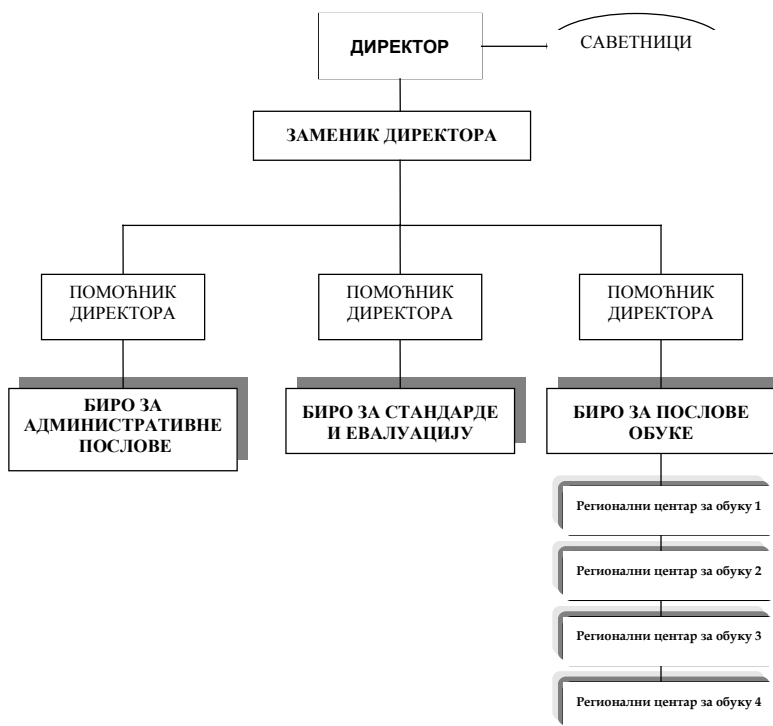 ДИРЕКТОР
САВЕТНИЦИ
ЗАМЕНИК ДИРЕКТОРА
ПОМОЋНИК
ДИРЕКТОРА
ПОМОЋНИК
ДИРЕКТОРА
ПОМОЋНИК
ДИРЕКТОРА
БИРО ЗА
АДМИНИСТРАТИВНЕ
ПОСЛОВЕ
БИРО ЗА СТАНДАРДЕ
И ЕВАЛУАЦИЈУ
БИРО ЗА ПОСЛОВЕ
ОБУКЕ
Регионални центар за обуку 1
Регионални центар за обуку 2
Регионални центар за обуку 3
Регионални центар за обуку 4